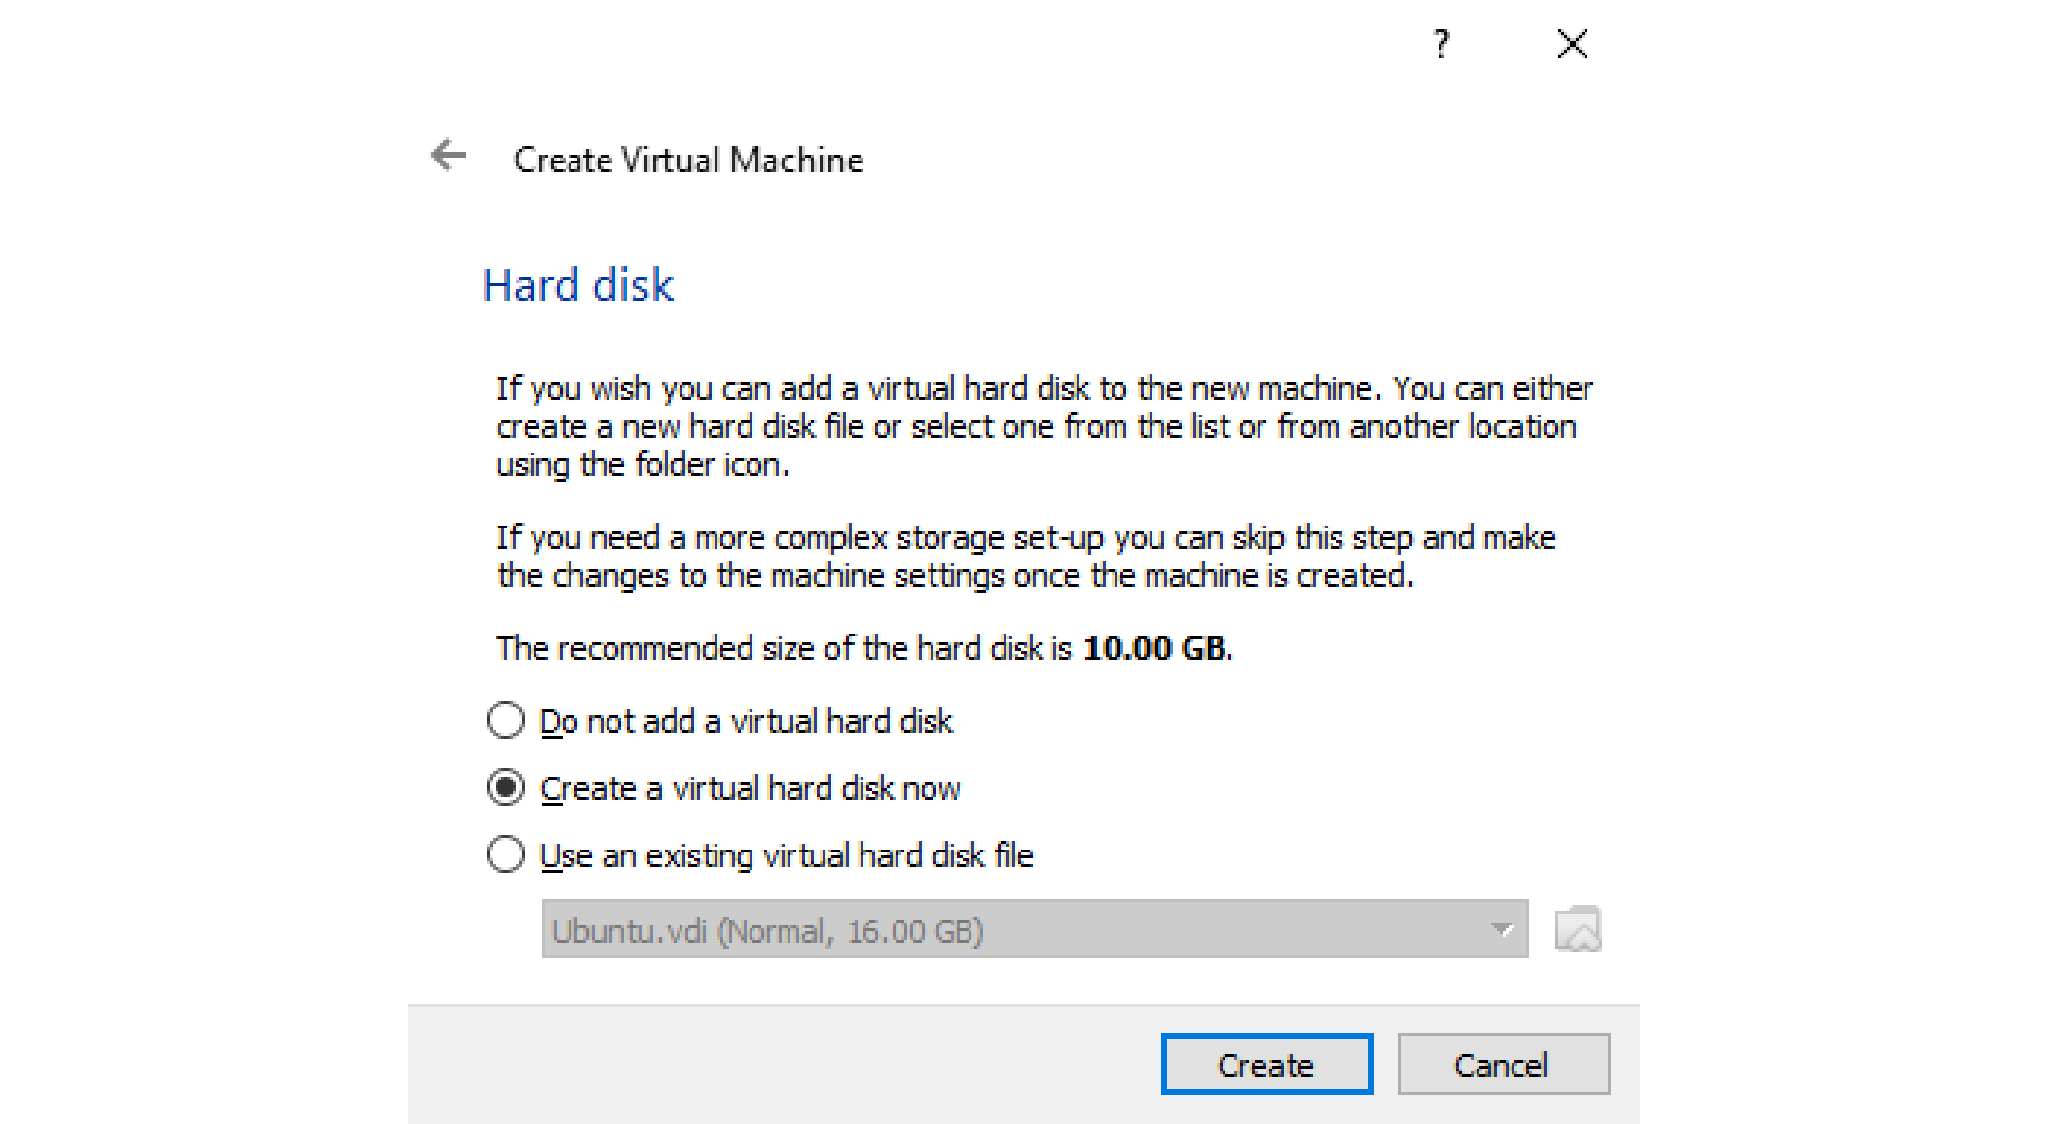 ?
Create Virtual Machine
Hard disk
If you wish you can add a virtual hard disk to the new machine. You can either
create a new hard disk file or select one from the list or from another location
using the folder icon.
If you need a more complex storage set-up you can skip this step and make
the changes to the machine settings once the machine is created.
The recommended size of the hard disk is 10.00 GB.
Do not add a virtual hard disk
Create a virtual hard disk now
Use an existing virtual hard disk file
Ubuntu.vdi (Normal, 16.00 GB)
Create Cancel